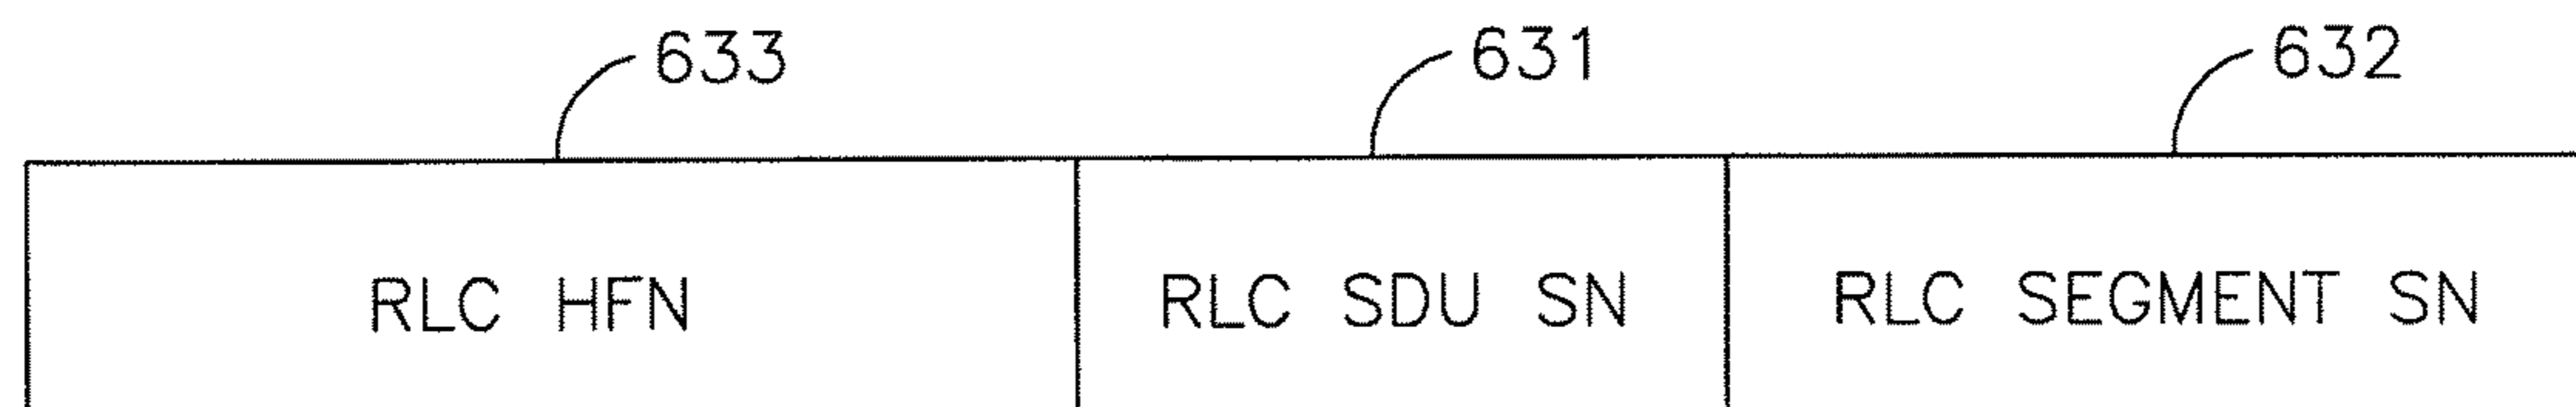 633 631 632
RLC HFN RLC SDU SN RLC SEGMENT SN